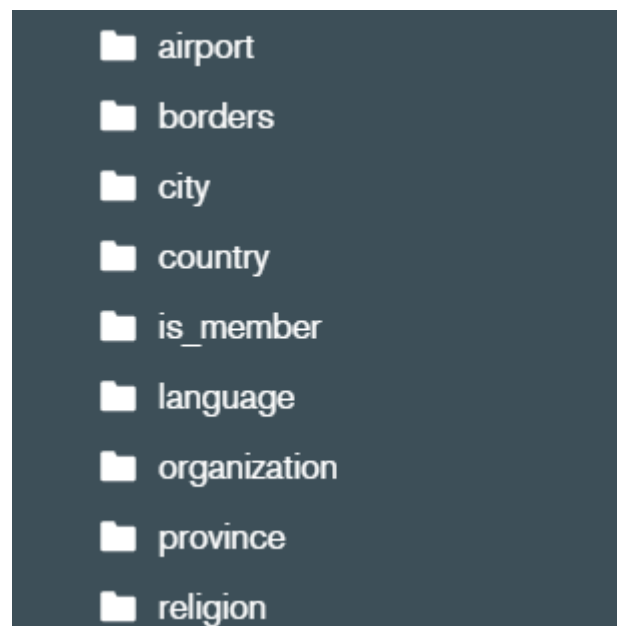 airport
borders
city
country
is_member
language
organization
province
religion